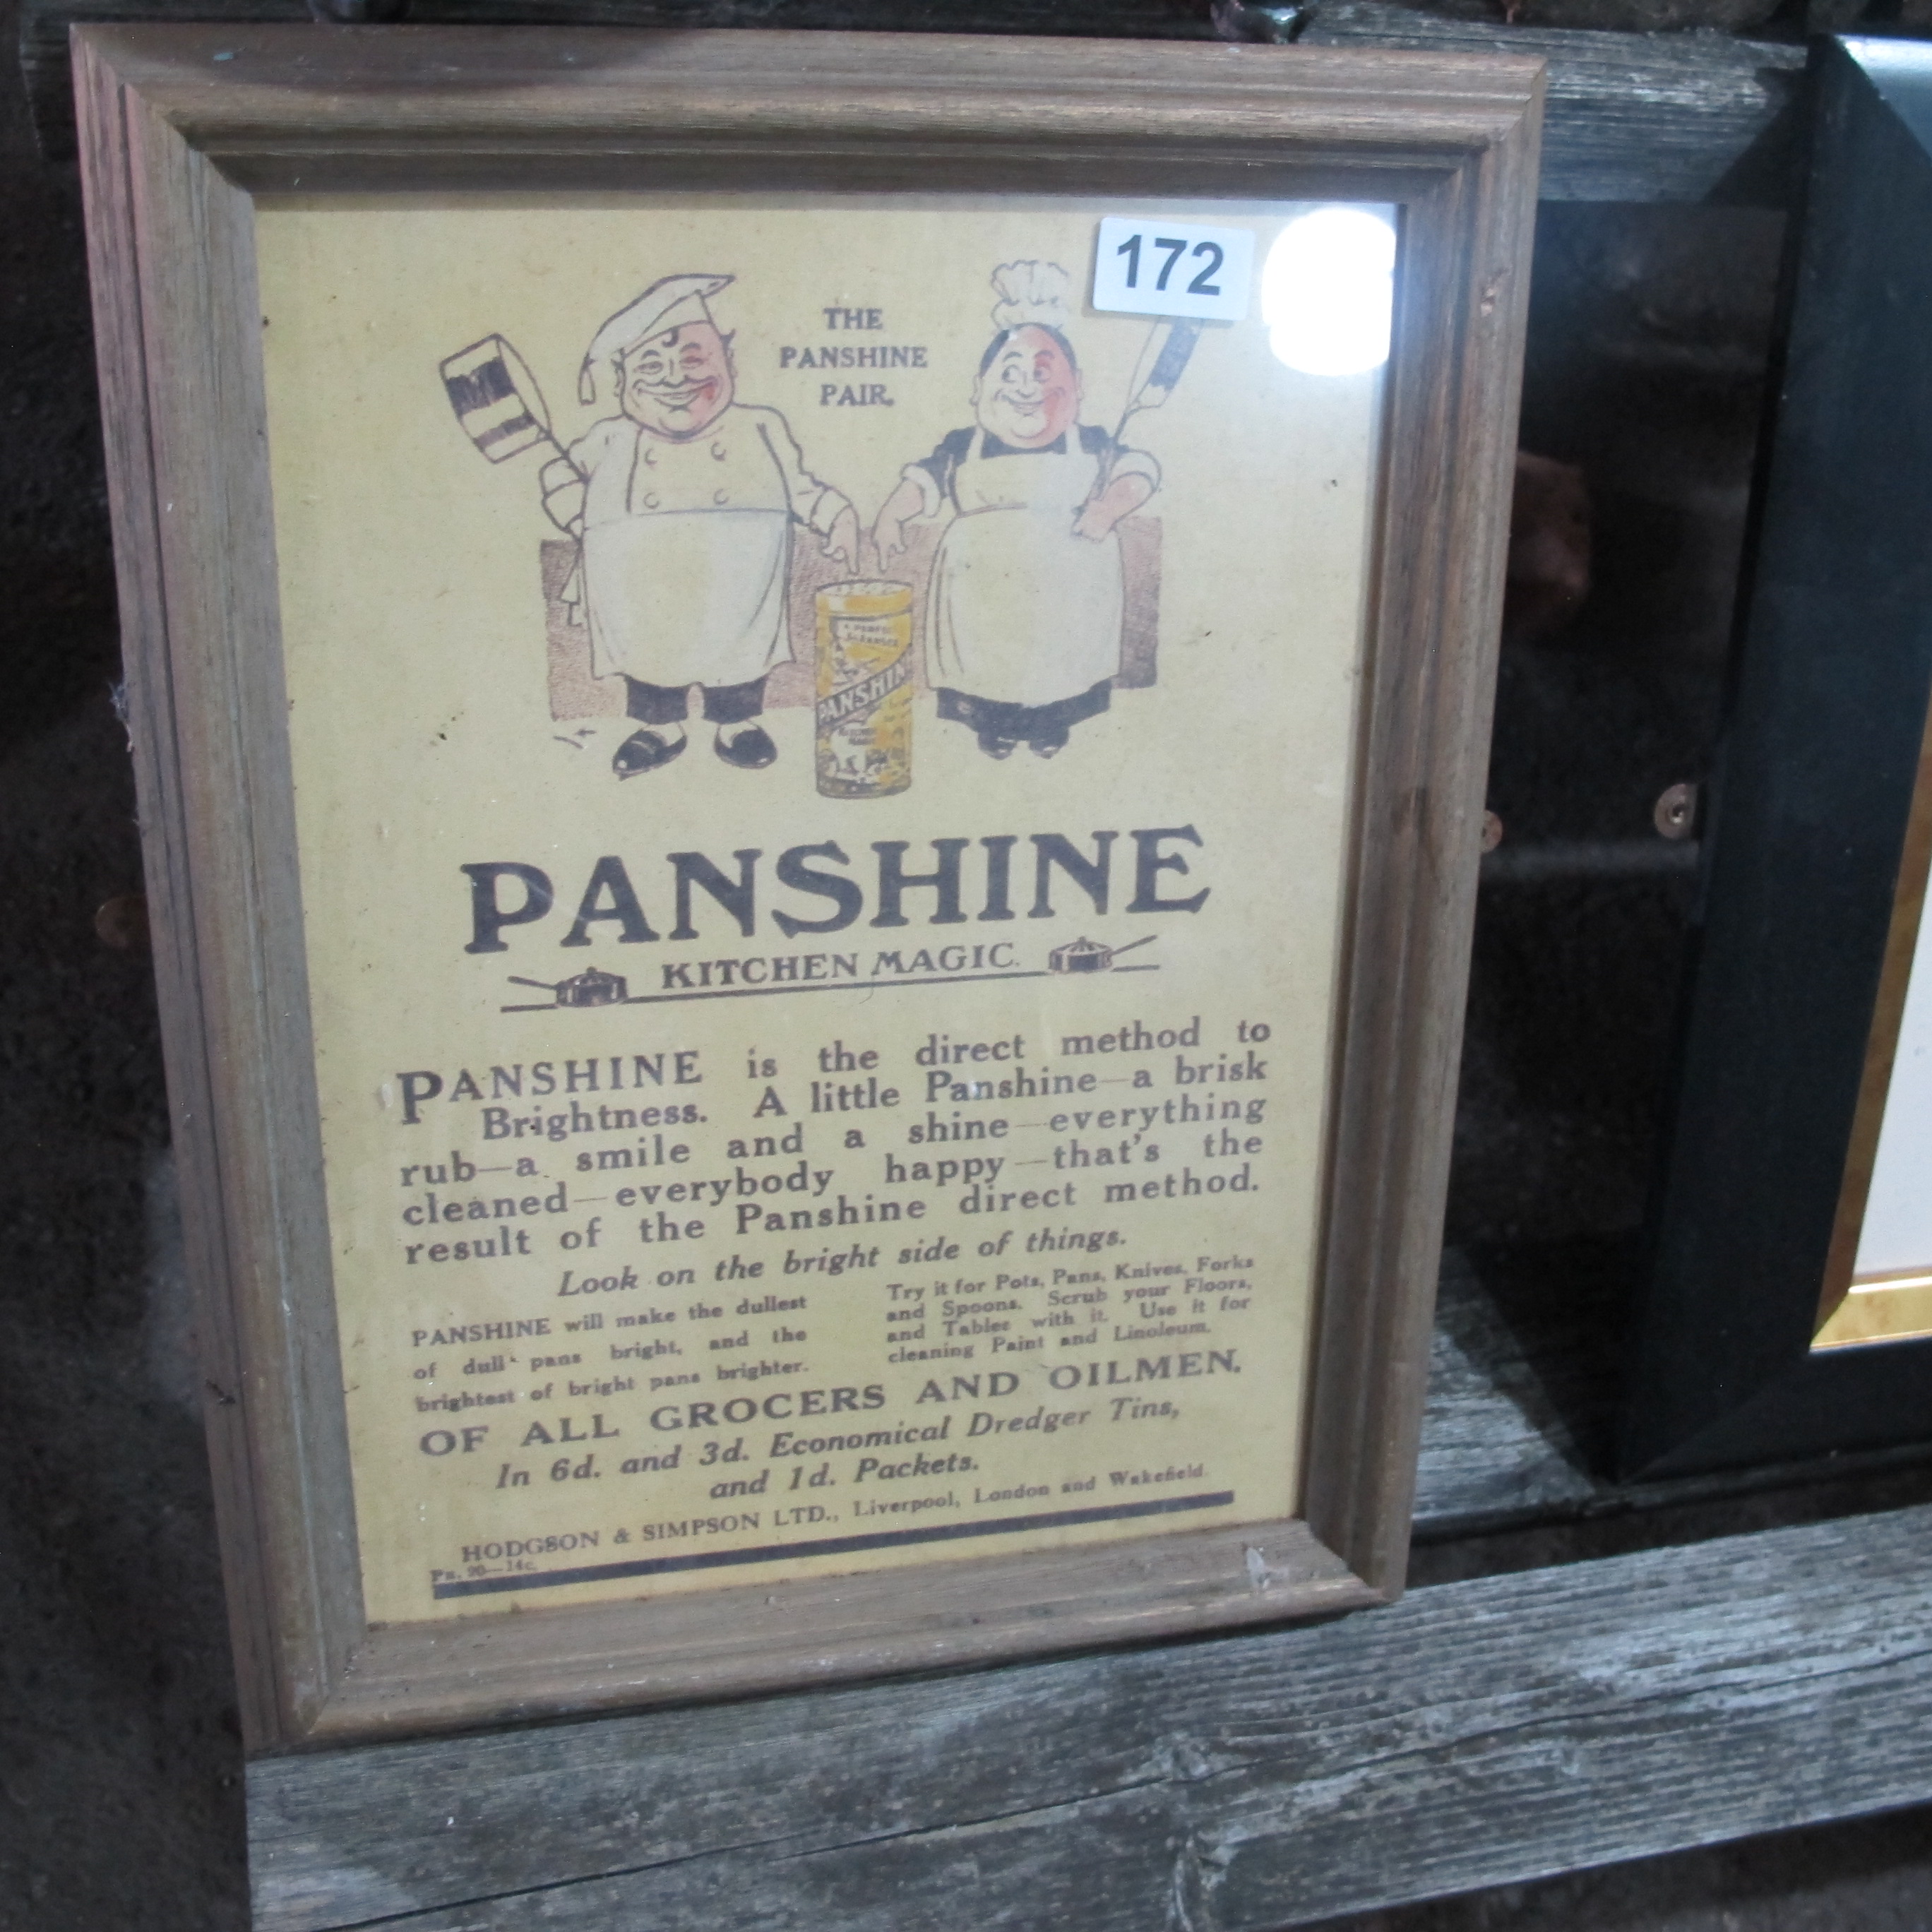 172
THE
PANSHINE
PAIR.
PANSHIN
PANSHINE
KITCHEN MAGIC.
PANSHINE is the direct method to
Brightness. A little Panshine—a brisk
rub—a smile and a shine—everything
cleaned—everybody happy—that's the
result of the Panshine direct method.
Look on the bright side of things.
PANSHINE will make the dullest
of dull pans bright, and the
brightest of bright pans brighter.
Try it for Pots, Pans, Knives, Forks
and Spoons. Scrub your Floors,
and Tables with it. Use it for
cleaning Paint and Linoleum.
OF ALL GROCERS AND OILMEN.
In 6d. and 3d. Economical Dredger Tins,
and 1d. Packets.
HODGSON & SIMPSON LTD., Liverpool, London and Wakefield.
Pn. 20—14c.